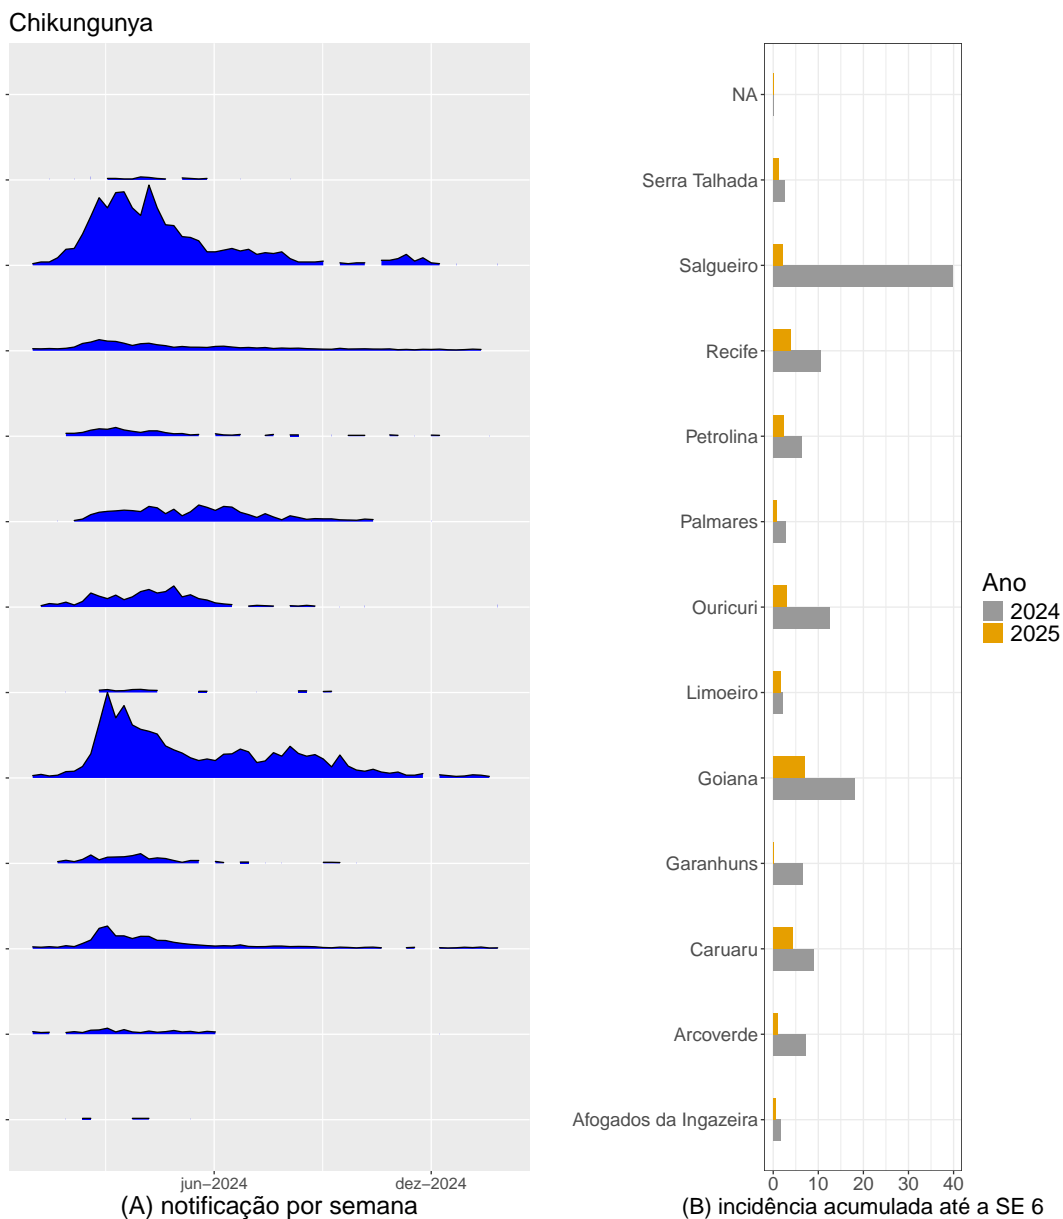 Chikungunya
jun–2024
dez–2024
(A) notificação por semana
NA
Serra Talhada
Salgueiro
Recife
Petrolina
Palmares
Ouricuri
Limoeiro
Goiana
Garanhuns
Caruaru
Arcoverde
Afogados da Ingazeira
0 10 20 30 40
(B) incidência acumulada até a SE 6
Ano
2024
2025